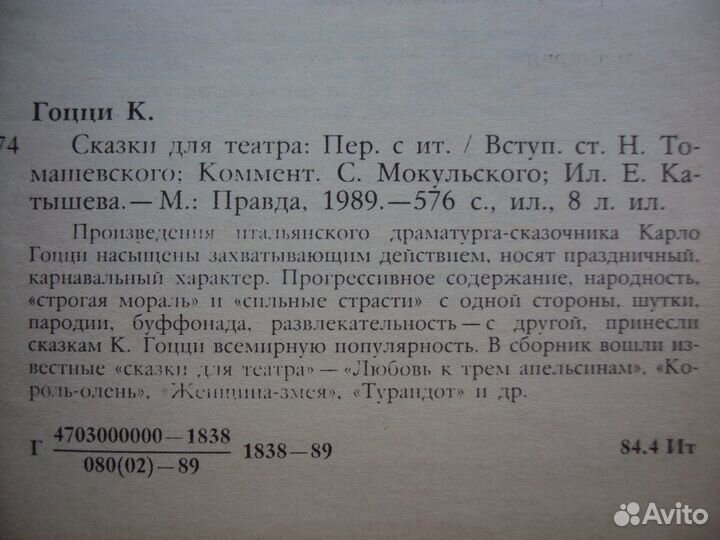 Гоцци К.
74 Сказки для театра: Пер. с ит. / Вступ. ст. Н. То-
машевского; Коммент. С. Мокульского; Ил. Е. Ка-
тышева.—М.: Правда, 1989.—576 с., ил., 8 л. ил.
Произведения итальянского драматурга-сказочника Карло
Гоцци насыщены захватывающим действием, носят праздничный,
карнавальный характер. Прогрессивное содержание, народность,
«строгая мораль» и «сильные страсти» с одной стороны, шутки,
пародии, буффонада, развлекательность—с другой, принесли
сказкам К. Гоцци всемирную популярность. В сборник вошли из-
вестные «сказки для театра»—«Любовь к трем апельсинам», «Ко-
роль-олень», «Женщина-змея», «Турандот» и др.
Г 4703000000—1838
080(02)—89 1838—89
84.4 Ит
Avito